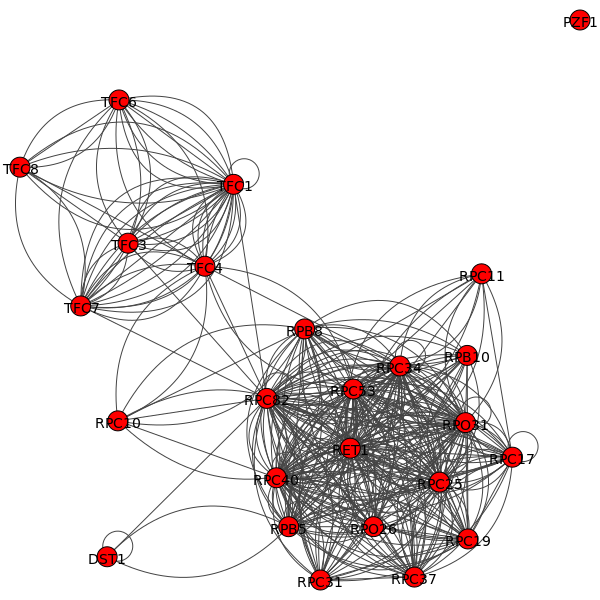 PZF1
TFC6
TFC8
TFC1
TFC3
TFC4
TFC7
RPC11
RPB8
RPB10
RPC34
RPC53
RPC82
RPC10
RPO31
RET1
RPC17
RPC40
RPC25
RPB5
RPO26
RPC19
DST1
RPC31
RPC37